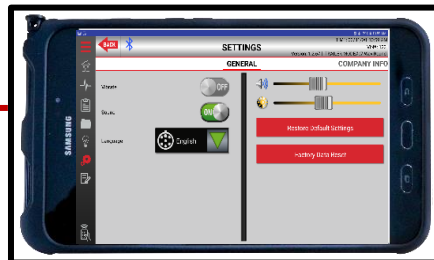 BACK
SETTINGS
GENERAL
COMPANY INFO
Vibrate
OFF
Sound
ON
Language
English
Restore Default Settings
Factory Data Reset
SAMSUNG